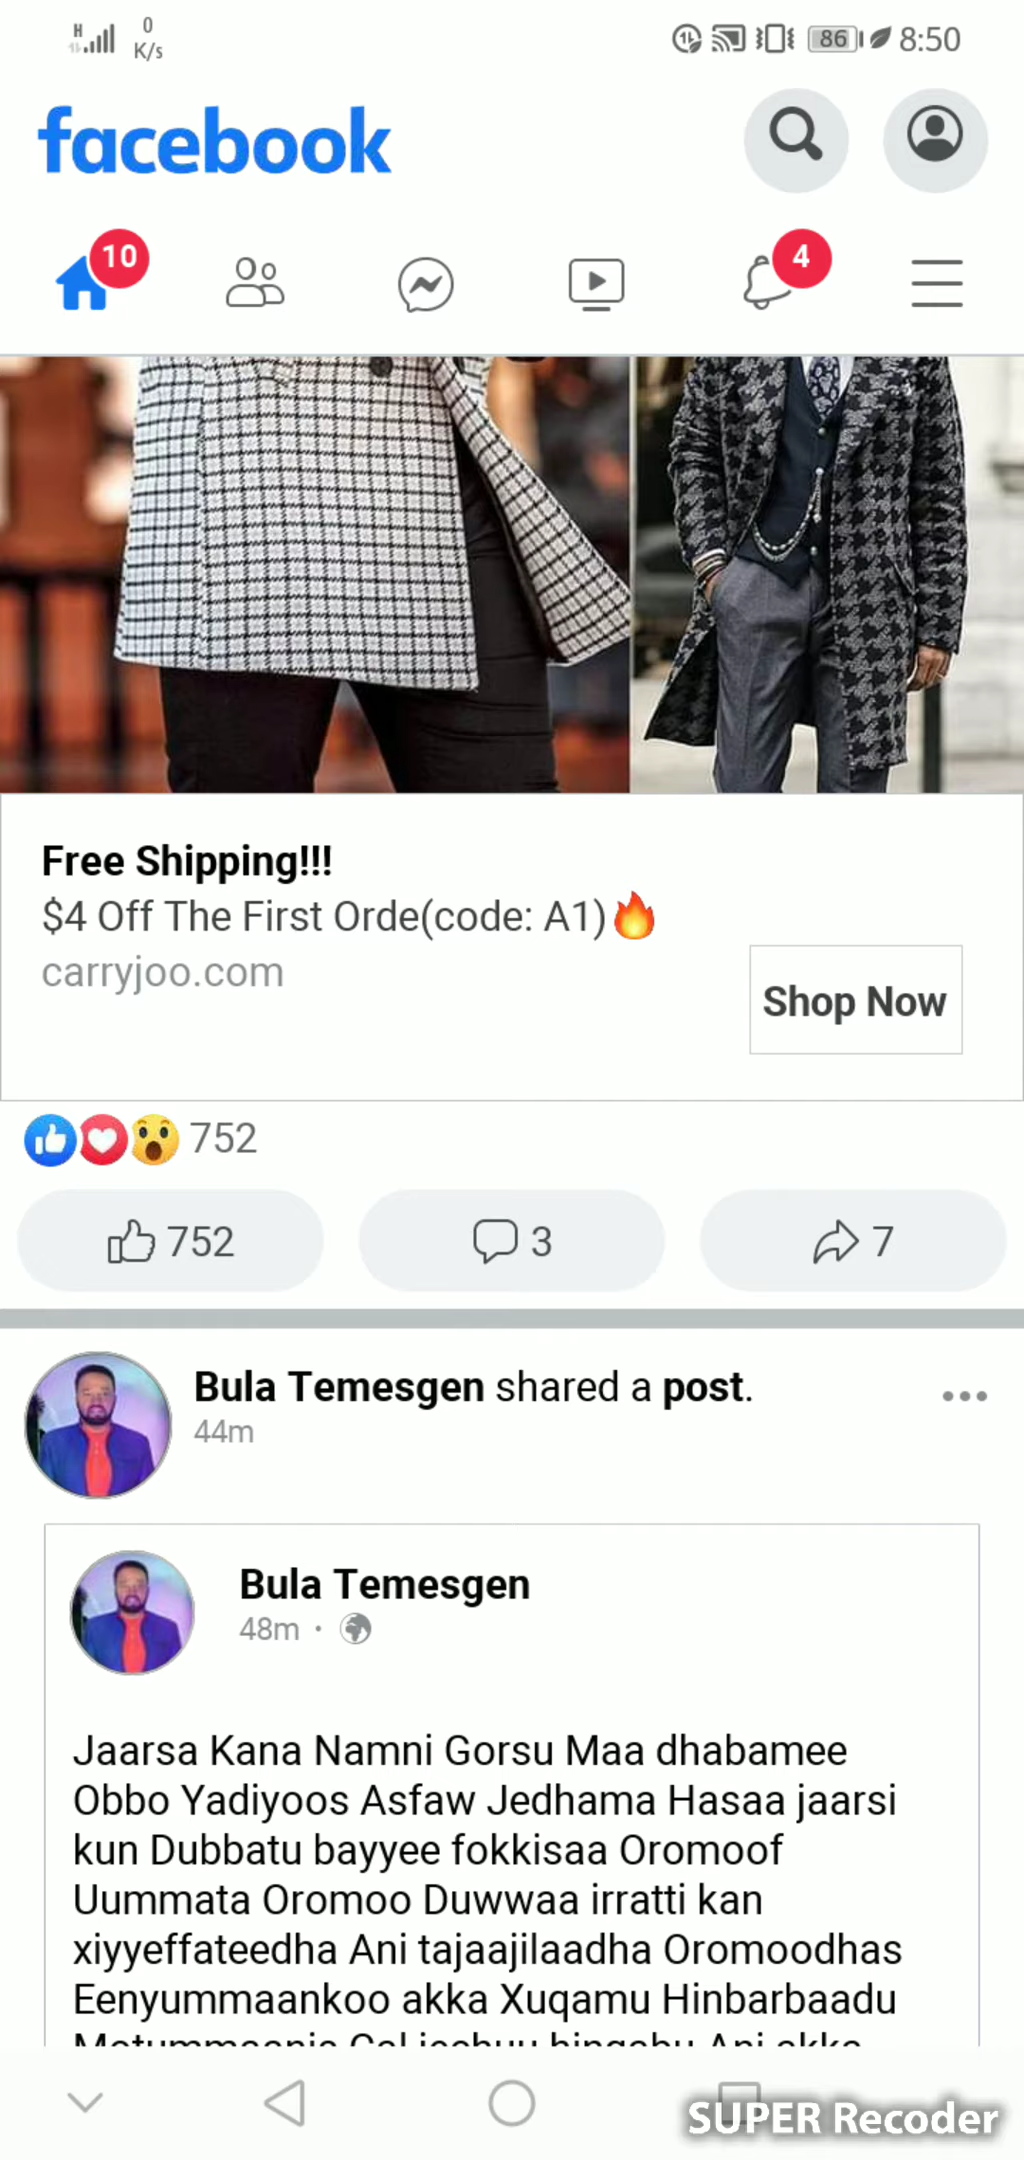 H 0 K/s 86 8:50
facebook
10 4
Free Shipping!!!
$4 Off The First Orde(code: A1)🔥
carryjoo.com
Shop Now
752
752 3 7
Bula Temesgen shared a post.
44m
Bula Temesgen
48m ·
Jaarsa Kana Namni Gorsu Maa dhabamee
Obbo Yadiyoos Asfaw Jedhama Hasaa jaarsi
kun Dubbatu bayyee fokkisaa Oromoof
Uummata Oromoo Duwwaa irratti kan
xiyyeffateedha Ani tajaajilaadha Oromoodhas
Eenyummaankoo akka Xuqamu Hinbarbaadu
SUPER Recoder